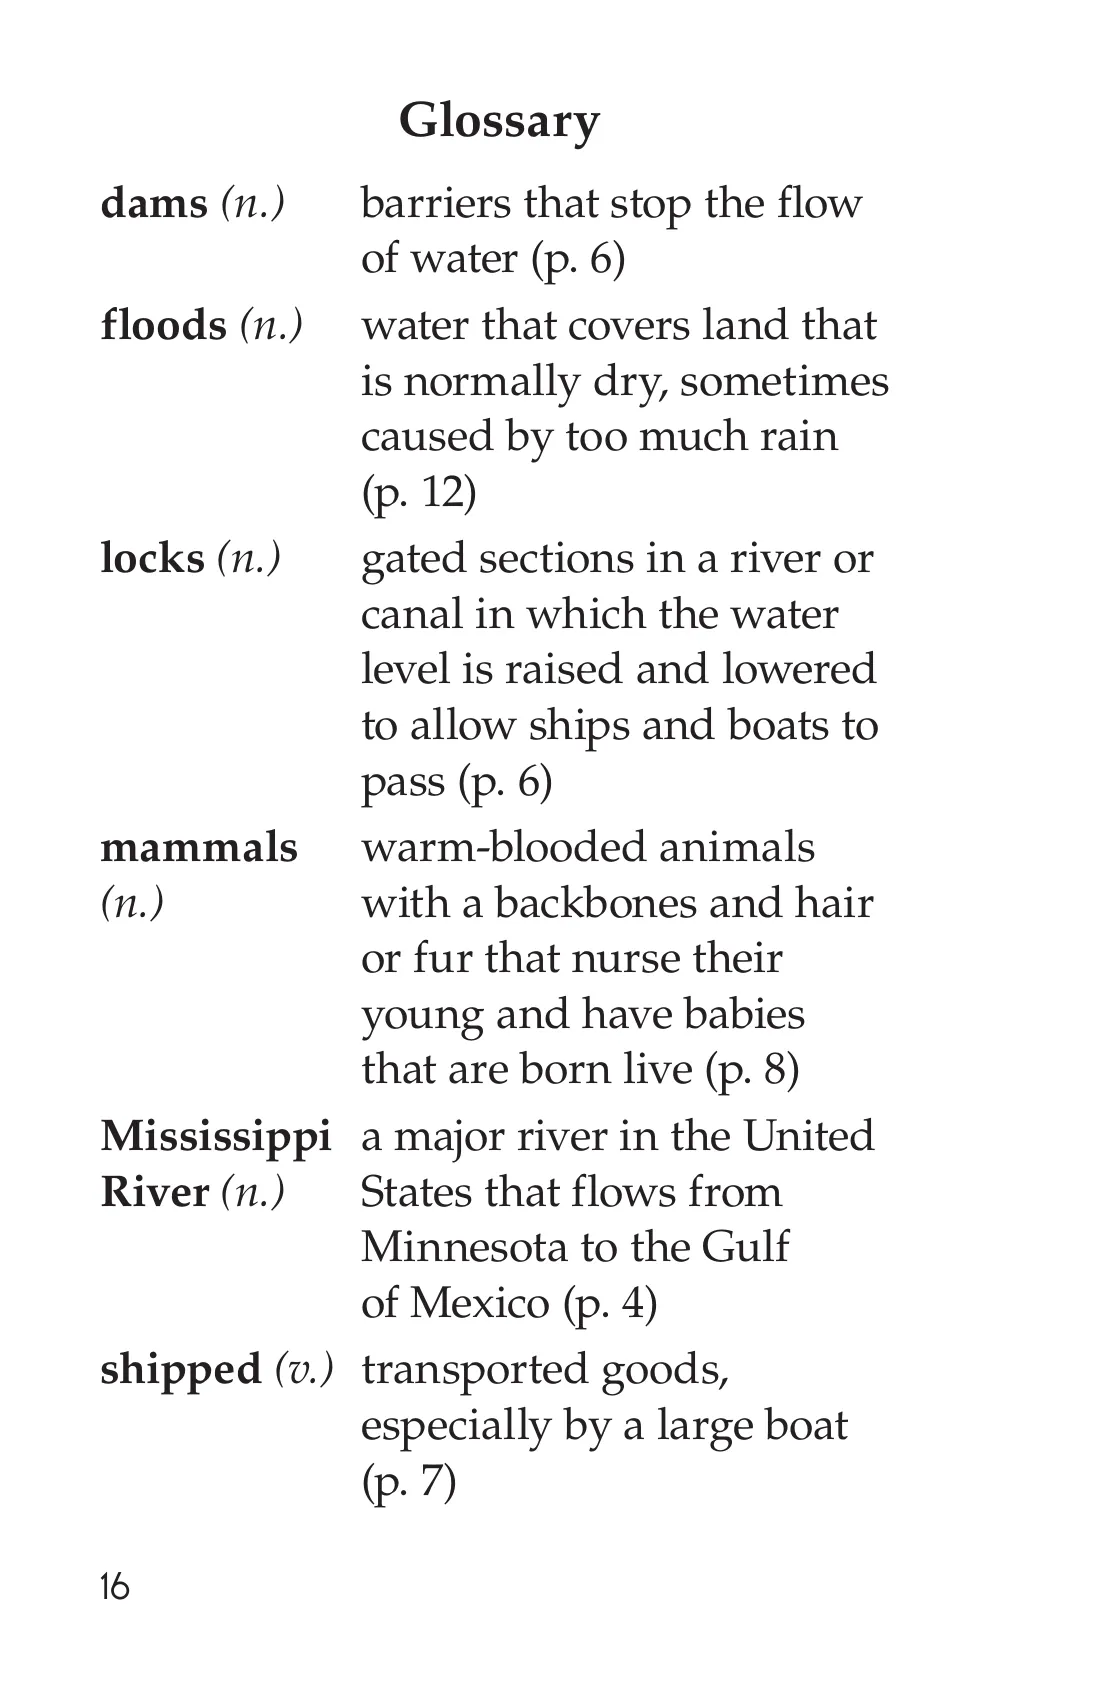 Glossary
dams (n.) barriers that stop the flow
of water (p. 6)
floods (n.) water that covers land that
is normally dry, sometimes
caused by too much rain
(p. 12)
locks (n.) gated sections in a river or
canal in which the water
level is raised and lowered
to allow ships and boats to
pass (p. 6)
mammals warm-blooded animals
(n.) with a backbones and hair
or fur that nurse their
young and have babies
that are born live (p. 8)
Mississippi a major river in the United
River (n.) States that flows from
Minnesota to the Gulf
of Mexico (p. 4)
shipped (v.) transported goods,
especially by a large boat
(p. 7)
16